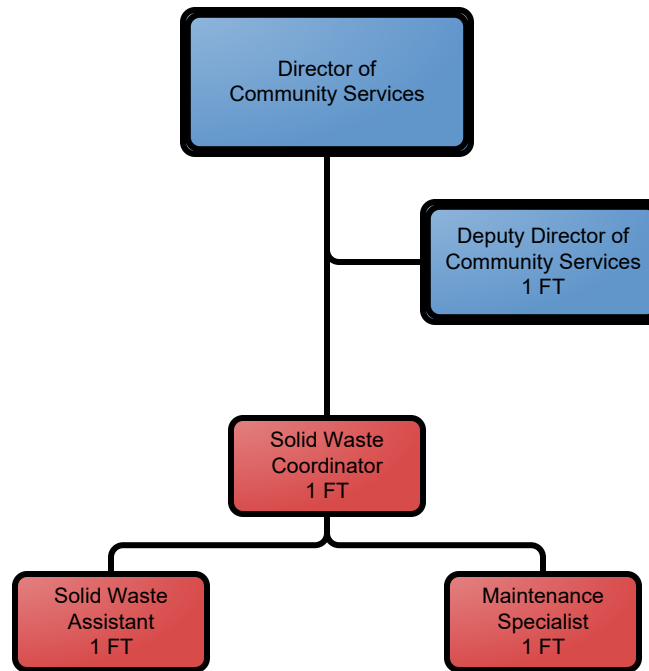 Director of
Community Services
Deputy Director of
Community Services
1 FT
Solid Waste
Coordinator
1 FT
Solid Waste
Assistant
1 FT
Maintenance
Specialist
1 FT